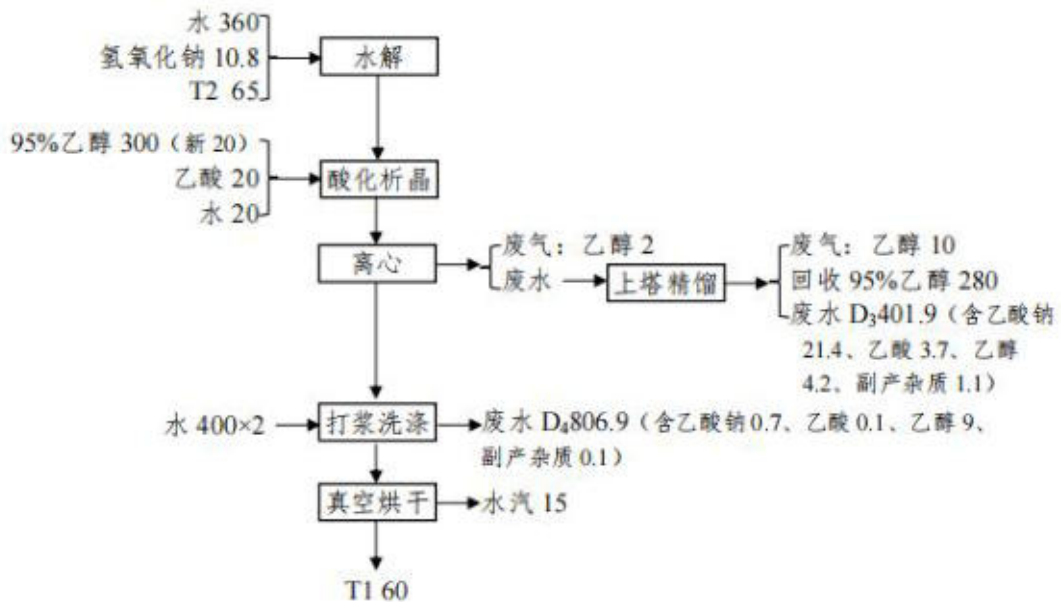 水 360
氢氧化钠 10.8
T2 65
水解
95%乙醇 300（新 20）
乙酸 20
水 20
酸化析晶
离心
废气：乙醇 2
废水
上塔精馏
废气：乙醇 10
回收 95%乙醇 280
废水 D₃401.9（含乙酸钠
21.4、乙酸 3.7、乙醇
4.2、副产杂质 1.1）
水 400×2
打浆洗涤
废水 D₄806.9（含乙酸钠 0.7、乙酸 0.1、乙醇 9、
副产杂质 0.1）
真空烘干
水汽 15
T1 60